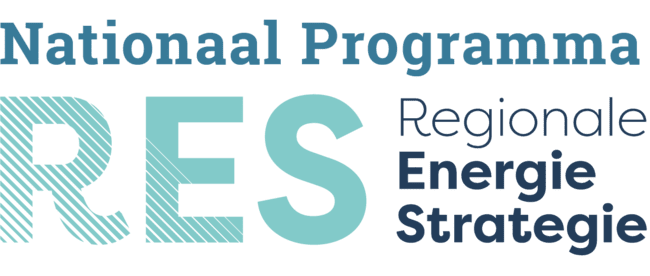 Nationaal Programma
RES
Regionale
Energie
Strategie